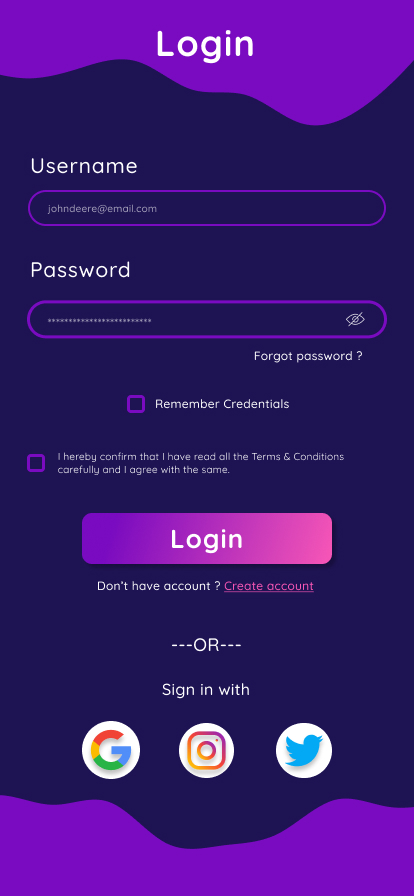 Login
Username
johndeere@email.com
Password
*************************
Forgot password ?
Remember Credentials
I hereby confirm that I have read all the Terms & Conditions
carefully and I agree with the same.
Login
Don't have account ? Create account
---OR---
Sign in with